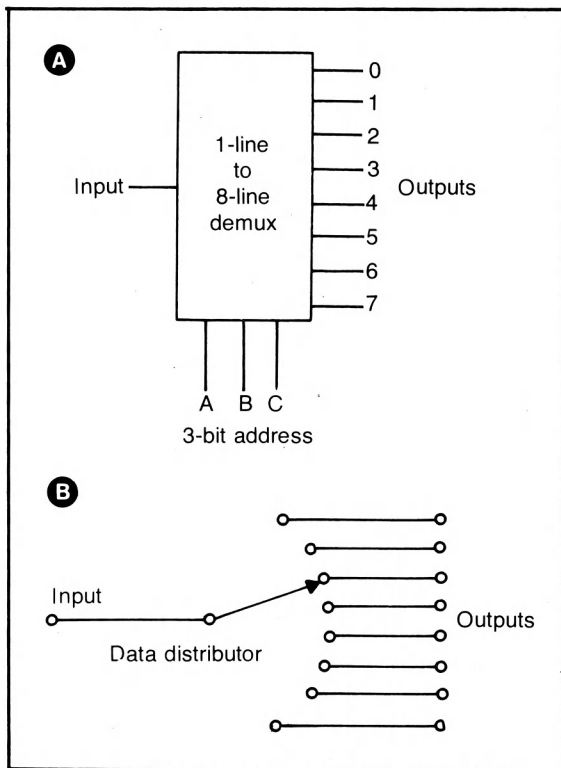 A
0
1
1-line
2
to
3
Input
8-line
Outputs
demux
4
5
6
7
A B C
3-bit address
B
Input
Outputs
Data distributor